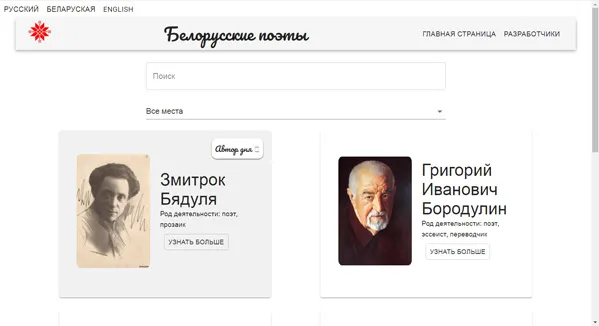 РУССКИЙ БЕЛАРУСКАЯ ENGLISH
Белорусские поэты
ГЛАВНАЯ СТРАНИЦА РАЗРАБОТЧИКИ
Поиск
Все места
Автор дня
Змитрок
Бядуля
Род деятельности: поэт,
прозаик
УЗНАТЬ БОЛЬШЕ
Григорий
Иванович
Бородулин
Род деятельности: поэт,
эссеист, переводчик
УЗНАТЬ БОЛЬШЕ